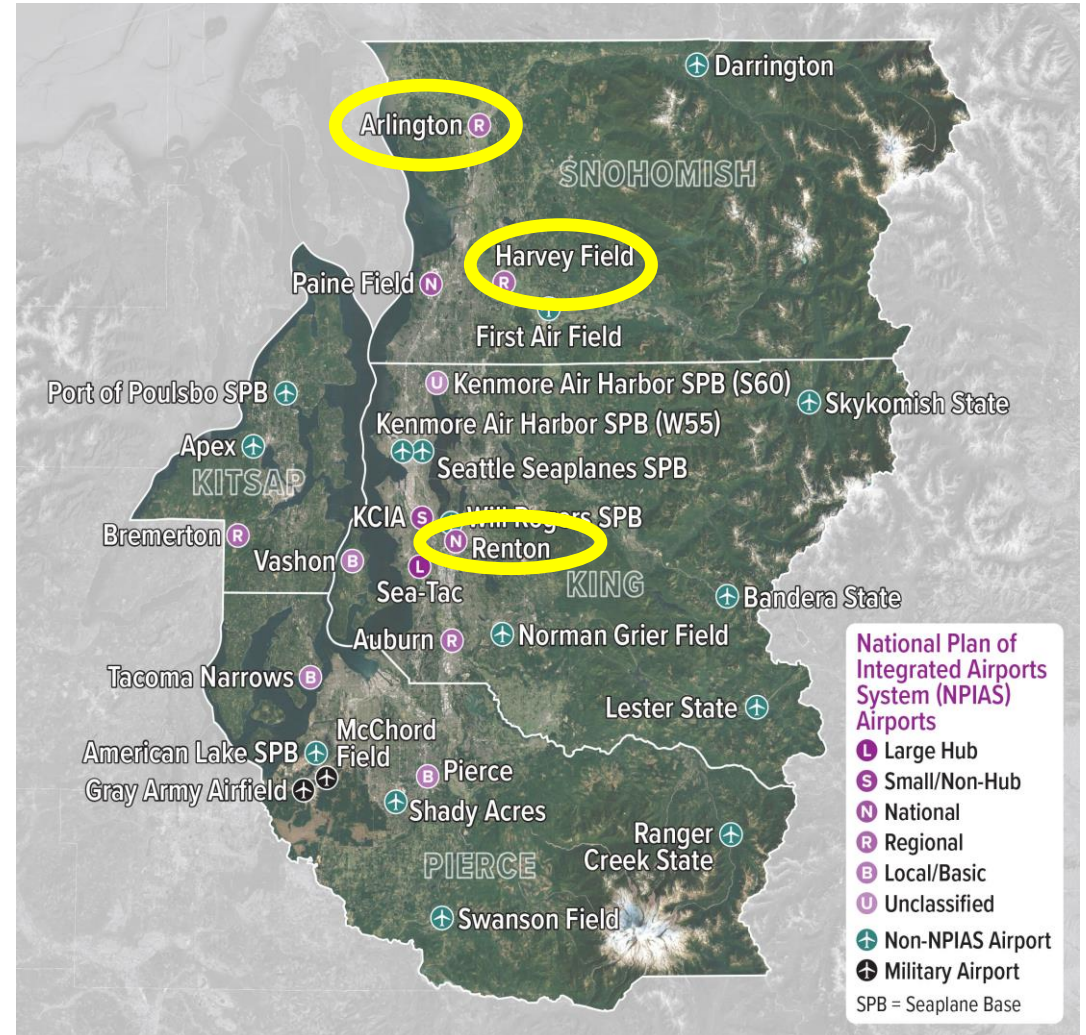 Darrington
Arlington R
SNOHOMISH
Harvey Field
R
Paine Field N
First Air Field
U Kenmore Air Harbor SPB (S60)
Port of Poulsbo SPB
Skykomish State
Kenmore Air Harbor SPB (W55)
Apex
Seattle Seaplanes SPB
KITSAP
KCIA S
Will Rogers SPB
Bremerton R
N Renton
Vashon B
L
Sea-Tac
KING
Bandera State
Auburn R
Norman Grier Field
Tacoma Narrows B
Lester State
McChord
Field
American Lake SPB
Gray Army Airfield
B Pierce
Shady Acres
Ranger
Creek State
PIERCE
Swanson Field
National Plan of
Integrated Airports
System (NPIAS)
Airports
L Large Hub
S Small/Non-Hub
N National
R Regional
B Local/Basic
U Unclassified
Non-NPIAS Airport
Military Airport
SPB = Seaplane Base